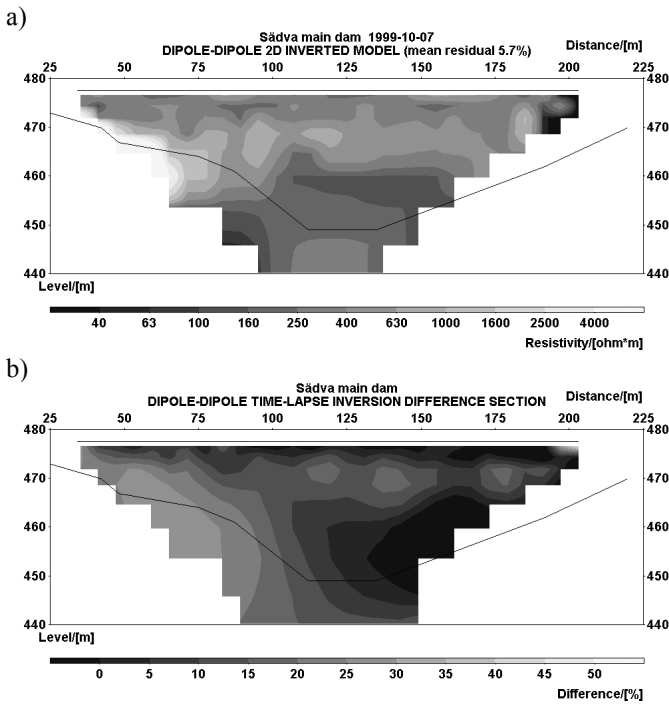 a)
Sädva main dam 1999-10-07
DIPOLE-DIPOLE 2D INVERTED MODEL (mean residual 5.7%)
Distance/[m]
25 50 75 100 125 150 175 200 225
480 480
470 470
460 460
450 450
440 440
Level/[m]
40 63 100 160 250 400 630 1000 1600 2500 4000
Resistivity/[ohm*m]
b)
Sädva main dam
DIPOLE-DIPOLE TIME-LAPSE INVERSION DIFFERENCE SECTION
Distance/[m]
25 50 75 100 125 150 175 200 225
480 480
470 470
460 460
450 450
440 440
Level/[m]
0 5 10 15 20 25 30 35 40 45 50
Difference/[%]